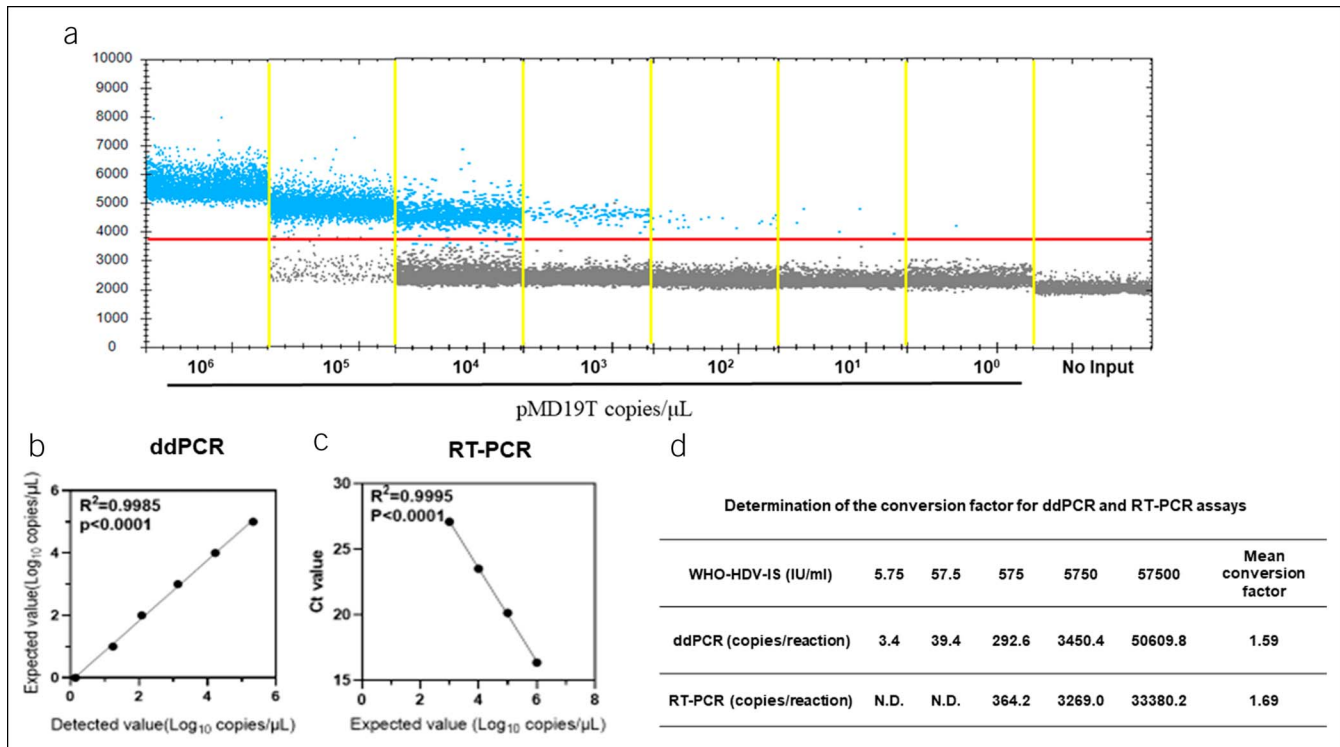 a
10000
9000
8000
7000
6000
5000
4000
3000
2000
1000
0
10⁶ 10⁵ 10⁴ 10³ 10² 10¹ 10⁰ No Input
pMD19T copies/μL
b
ddPCR
R²=0.9985
p<0.0001
Expected value(Log₁₀ copies/μL)
6
4
2
0
0 2 4 6
Detected value(Log₁₀ copies/μL)
c
RT-PCR
R²=0.9995
P<0.0001
Ct value
30
25
20
15
0 2 4 6 8
Expected value (Log₁₀ copies/μL)
d
Determination of the conversion factor for ddPCR and RT-PCR assays
WHO-HDV-IS (IU/ml) 5.75 57.5 575 5750 57500 Mean
conversion
factor
ddPCR (copies/reaction) 3.4 39.4 292.6 3450.4 50609.8 1.59
RT-PCR (copies/reaction) N.D. N.D. 364.2 3269.0 33380.2 1.69